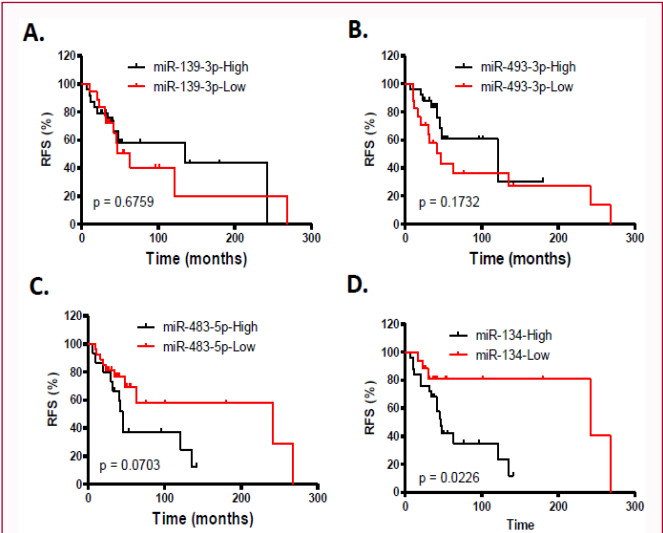 A.
miR-139-3p-High
miR-139-3p-Low
120
100
80
60
40
20
0
RFS (%)
p = 0.6759
0 100 200 300
Time (months)
B.
miR-493-3p-High
miR-493-3p-Low
120
100
80
60
40
20
0
RFS (%)
p = 0.1732
0 100 200 300
Time (months)
C.
miR-483-5p-High
miR-483-5p-Low
120
100
80
60
40
20
0
RFS (%)
p = 0.0703
0 100 200 300
Time (months)
D.
miR-134-High
miR-134-Low
120
100
80
60
40
20
0
RFS (%)
p = 0.0226
0 100 200 300
Time